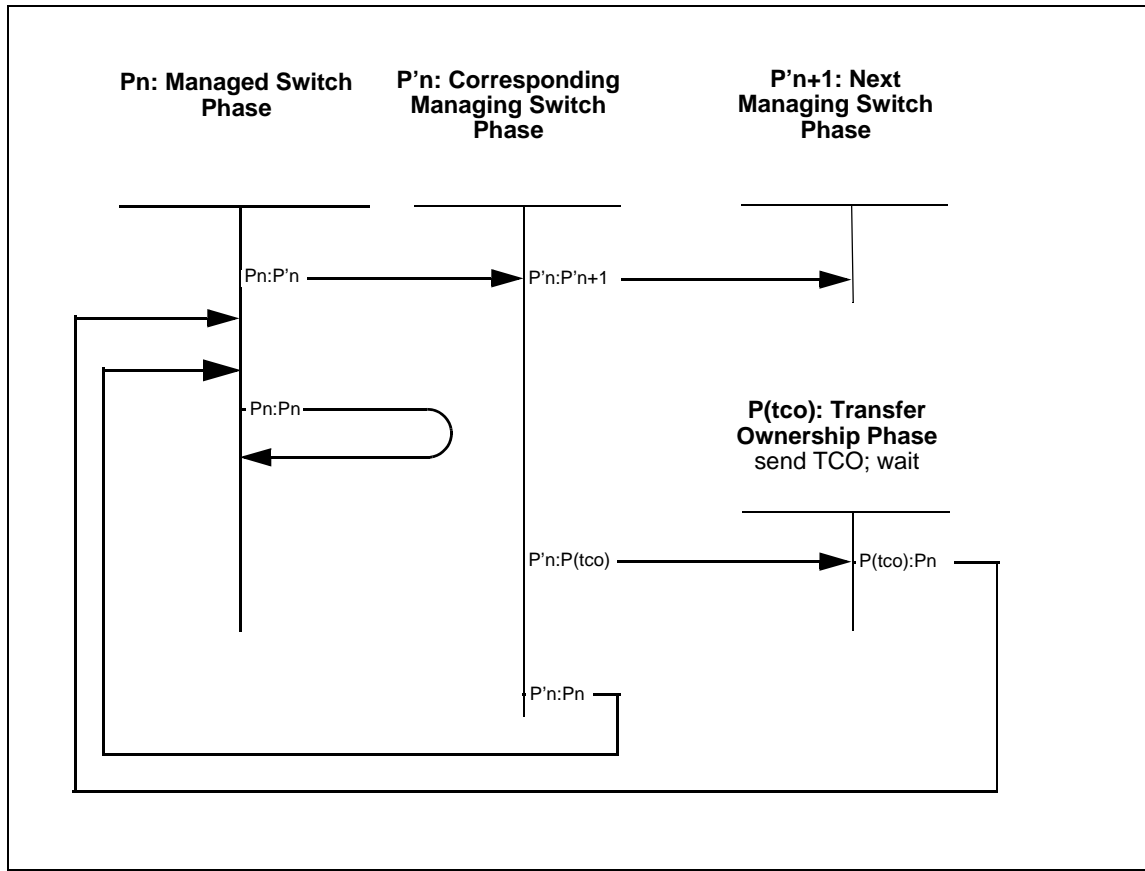 Pn: Managed Switch
Phase
P’n: Corresponding
Managing Switch
Phase
P’n+1: Next
Managing Switch
Phase
Pn:P’n
P’n:P’n+1
Pn:Pn
P(tco): Transfer
Ownership Phase
send TCO; wait
P’n:P(tco)
P(tco):Pn
P’n:Pn